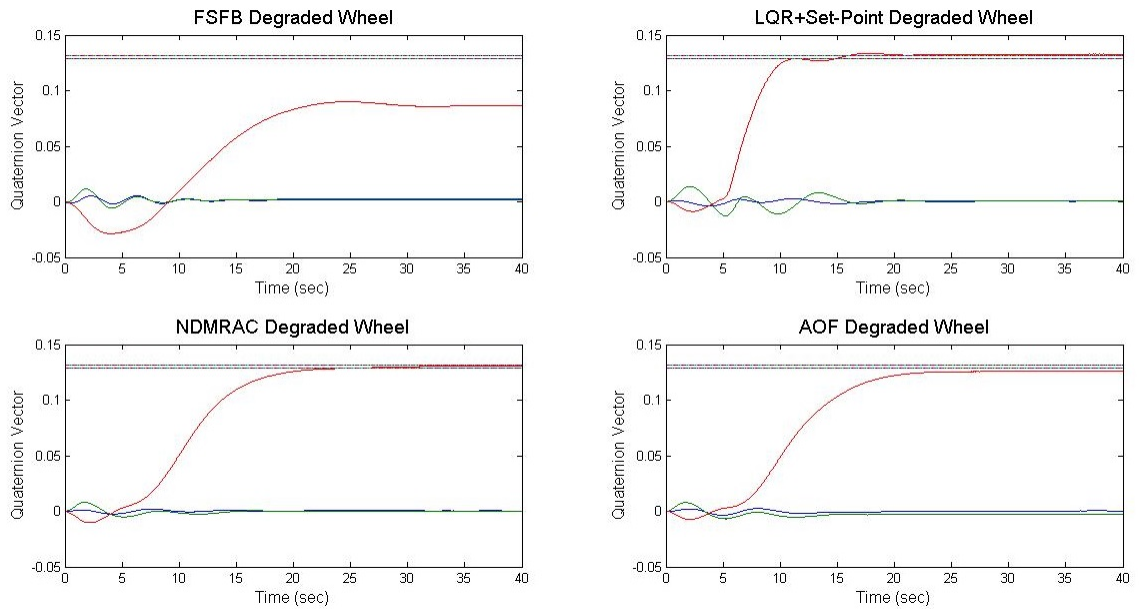 FSFB Degraded Wheel
0.15
0.1
0.05
0
-0.05
Quaternion Vector
0 5 10 15 20 25 30 35 40
Time (sec)
LQR+Set-Point Degraded Wheel
0.15
0.1
0.05
0
-0.05
Quaternion Vector
0 5 10 15 20 25 30 35 40
Time (sec)
NDMRAC Degraded Wheel
0.15
0.1
0.05
0
-0.05
Quaternion Vector
0 5 10 15 20 25 30 35 40
Time (sec)
AOF Degraded Wheel
0.15
0.1
0.05
0
-0.05
Quaternion Vector
0 5 10 15 20 25 30 35 40
Time (sec)